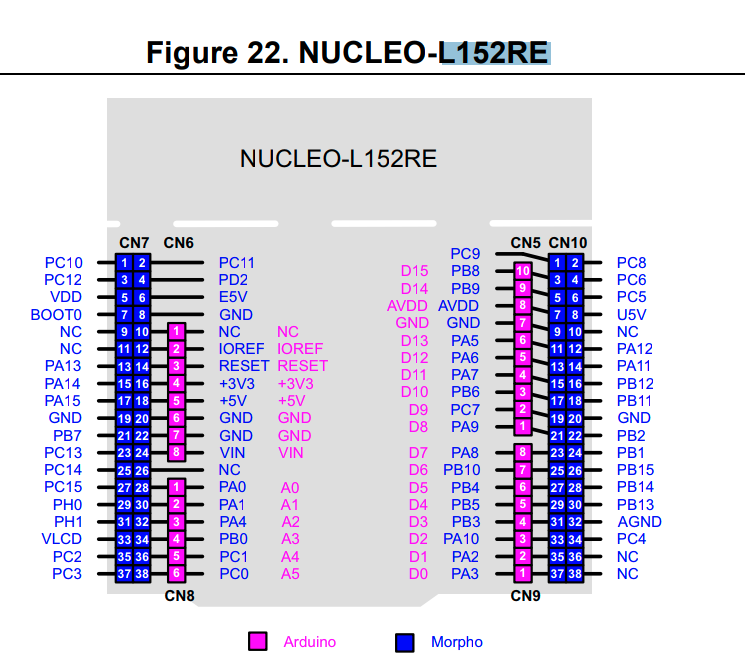 Figure 22. NUCLEO-L152RE
NUCLEO-L152RE
CN7 CN6 CN5 CN10
PC9
PC10 1 2 PC11 D15 PB8 10 1 2 PC8
PC12 3 4 PD2 D14 PB9 9 3 4 PC6
VDD 5 6 E5V AVDD AVDD 8 5 6 PC5
BOOT0 7 8 GND GND GND 7 7 8 U5V
NC 9 10 1 NC NC D13 PA5 6 9 10 NC
NC 11 12 2 IOREF IOREF D12 PA6 5 11 12 PA12
PA13 13 14 3 RESET RESET D11 PA7 4 13 14 PA11
PA14 15 16 4 +3V3 +3V3 D10 PB6 3 15 16 PB12
PA15 17 18 5 +5V +5V D9 PC7 2 17 18 PB11
GND 19 20 6 GND GND D8 PA9 1 19 20 GND
PB7 21 22 7 GND GND 21 22 PB2
PC13 23 24 8 VIN VIN D7 PA8 8 23 24 PB1
PC14 25 26 NC D6 PB10 7 25 26 PB15
PC15 27 28 1 PA0 A0 D5 PB4 6 27 28 PB14
PH0 29 30 2 PA1 A1 D4 PB5 5 29 30 PB13
PH1 31 32 3 PA4 A2 D3 PB3 4 31 32 AGND
VLCD 33 34 4 PB0 A3 D2 PA10 3 33 34 PC4
PC2 35 36 5 PC1 A4 D1 PA2 2 35 36 NC
PC3 37 38 6 PC0 A5 D0 PA3 1 37 38 NC
CN8 CN9
Arduino Morpho